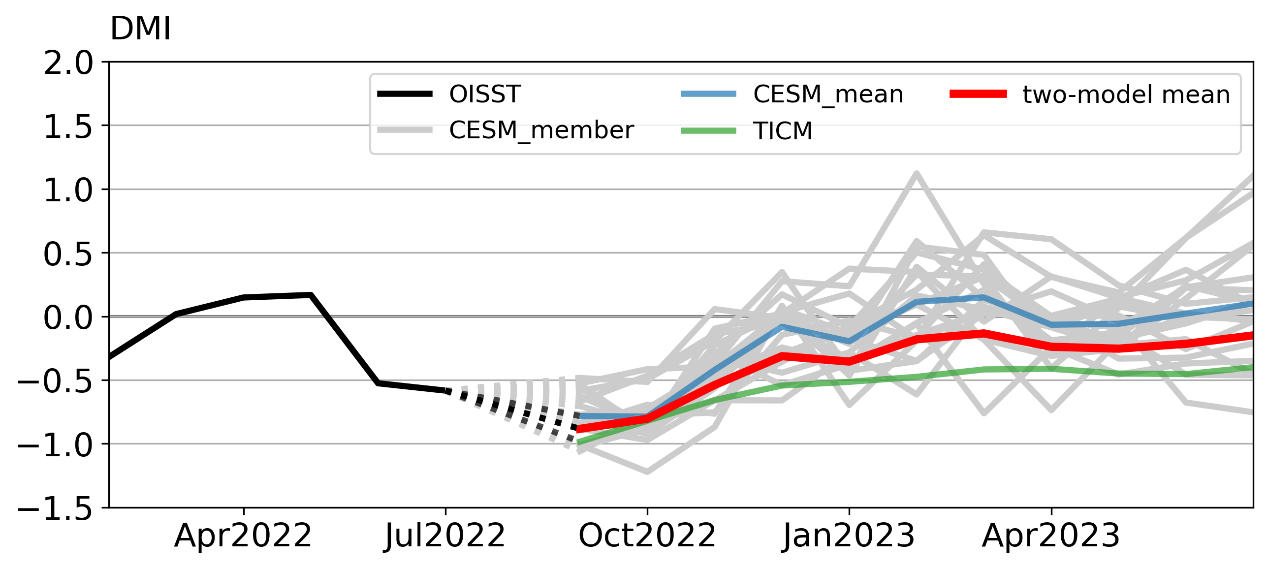 DMI
2.0
1.5
1.0
0.5
0.0
−0.5
−1.0
−1.5
OISST
CESM_member
CESM_mean
TICM
two-model mean
Apr2022
Jul2022
Oct2022
Jan2023
Apr2023